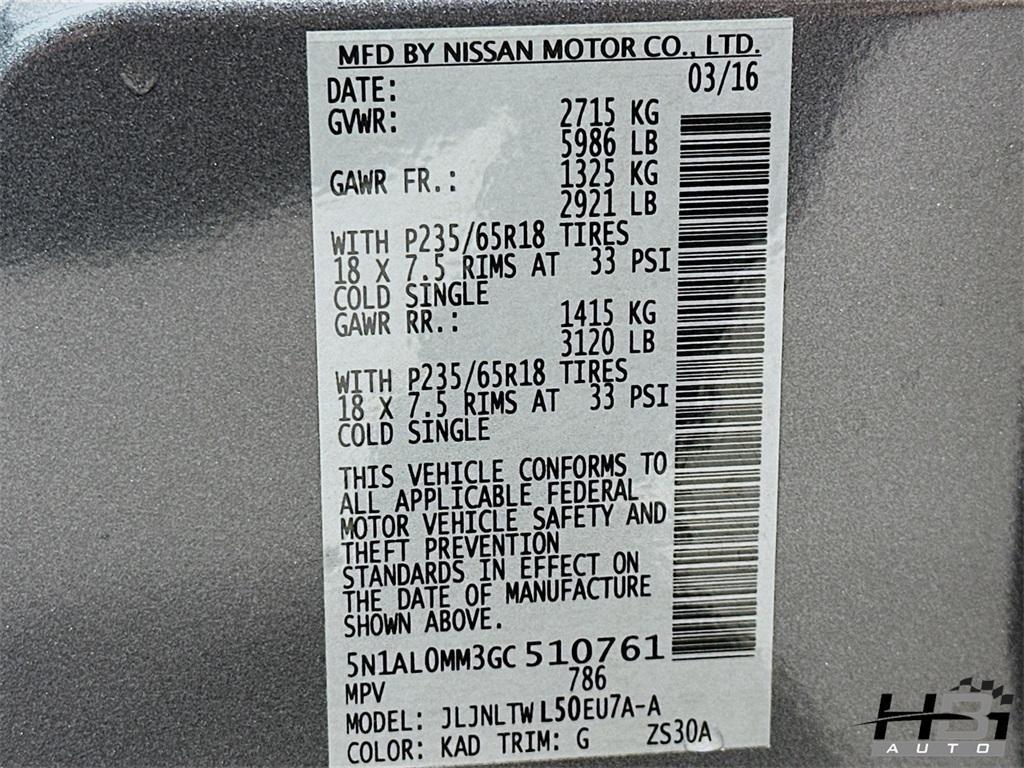 MFD BY NISSAN MOTOR CO., LTD.
DATE: 03/16
GVWR: 2715 KG
5986 LB
GAWR FR.: 1325 KG
2921 LB
WITH P235/65R18 TIRES
18 X 7.5 RIMS AT 33 PSI
COLD SINGLE
GAWR RR.: 1415 KG
3120 LB
WITH P235/65R18 TIRES
18 X 7.5 RIMS AT 33 PSI
COLD SINGLE
THIS VEHICLE CONFORMS TO
ALL APPLICABLE FEDERAL
MOTOR VEHICLE SAFETY AND
THEFT PREVENTION
STANDARDS IN EFFECT ON
THE DATE OF MANUFACTURE
SHOWN ABOVE.
5N1AL0MM3GC 510761
MPV 786
MODEL: JLJNLTWL50EU7A-A
COLOR: KAD TRIM: G ZS30A
HBI
AUTO